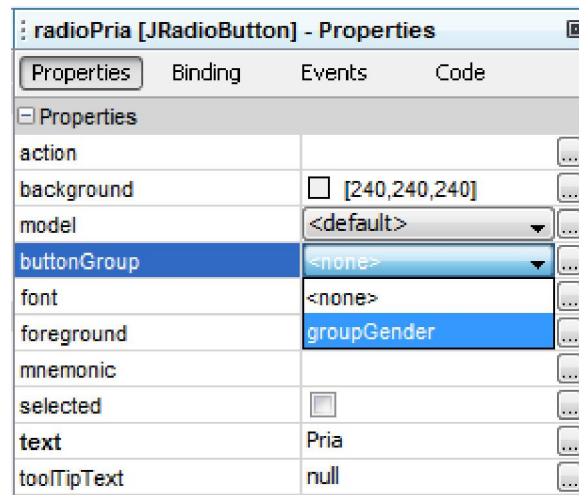 radioPria [JRadioButton] - Properties
Properties Binding Events Code
Properties
action ...
background [240,240,240] ...
model <default> ...
buttonGroup <none> ...
font <none> ...
foreground groupGender ...
mnemonic ...
selected ...
text Pria ...
toolTipText null ...